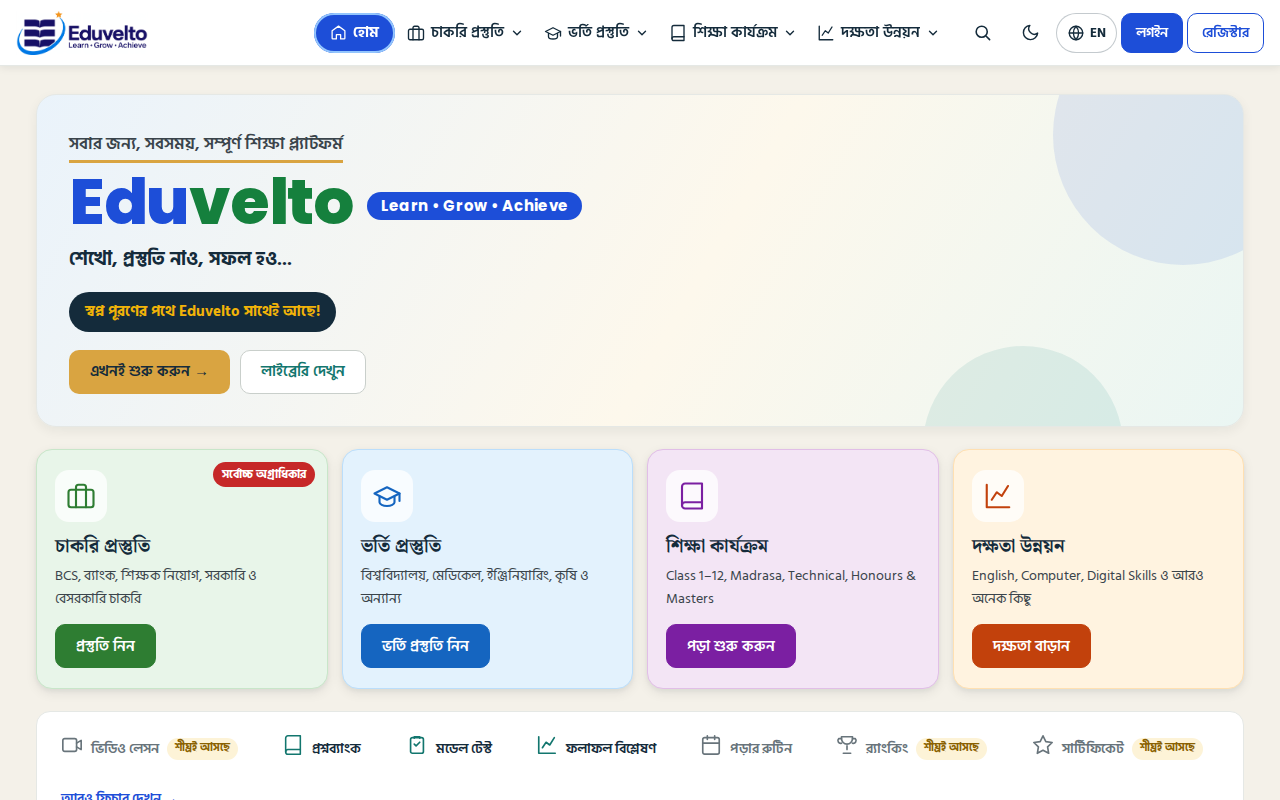 Eduvelto
Learn • Grow • Achieve
হোম
চাকরি প্রস্তুতি
ভর্তি প্রস্তুতি
শিক্ষা কার্যক্রম
দক্ষতা উন্নয়ন
EN
লগইন
রেজিস্টার
সবার জন্য, সবসময়, সম্পূর্ণ শিক্ষা প্ল্যাটফর্ম
Eduvelto Learn • Grow • Achieve
শেখো, প্রস্তুতি নাও, সফল হও...
স্বপ্ন পূরণের পথে Eduvelto সাথেই আছে!
এখনই শুরু করুন →
লাইব্রেরি দেখুন
সর্বোচ্চ অগ্রাধিকার
চাকরি প্রস্তুতি
BCS, ব্যাংক, শিক্ষক নিয়োগ, সরকারি ও
বেসরকারি চাকরি
প্রস্তুতি নিন
ভর্তি প্রস্তুতি
বিশ্ববিদ্যালয়, মেডিকেল, ইঞ্জিনিয়ারিং, কৃষি ও
অন্যান্য
ভর্তি প্রস্তুতি নিন
শিক্ষা কার্যক্রম
Class 1–12, Madrasa, Technical, Honours &
Masters
পড়া শুরু করুন
দক্ষতা উন্নয়ন
English, Computer, Digital Skills ও আরও
অনেক কিছু
দক্ষতা বাড়ান
ভিডিও লেসন শীঘ্রই আসছে
প্রশ্নব্যাংক
মডেল টেস্ট
ফলাফল বিশ্লেষণ
পড়ার রুটিন
র‍্যাংকিং শীঘ্রই আসছে
সার্টিফিকেট শীঘ্রই আসছে
আরও ফিচার দেখুন →